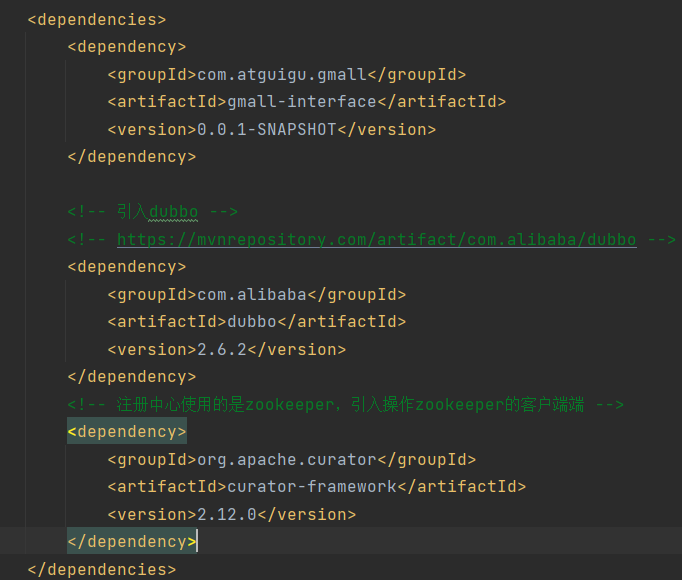 <dependencies>
<dependency>
<groupId>com.atguigu.gmall</groupId>
<artifactId>gmall-interface</artifactId>
<version>0.0.1-SNAPSHOT</version>
</dependency>
<!-- 引入dubbo -->
<!-- https://mvnrepository.com/artifact/com.alibaba/dubbo -->
<dependency>
<groupId>com.alibaba</groupId>
<artifactId>dubbo</artifactId>
<version>2.6.2</version>
</dependency>
<!-- 注册中心使用的是zookeeper，引入操作zookeeper的客户端端 -->
<dependency>
<groupId>org.apache.curator</groupId>
<artifactId>curator-framework</artifactId>
<version>2.12.0</version>
</dependency>
</dependencies>